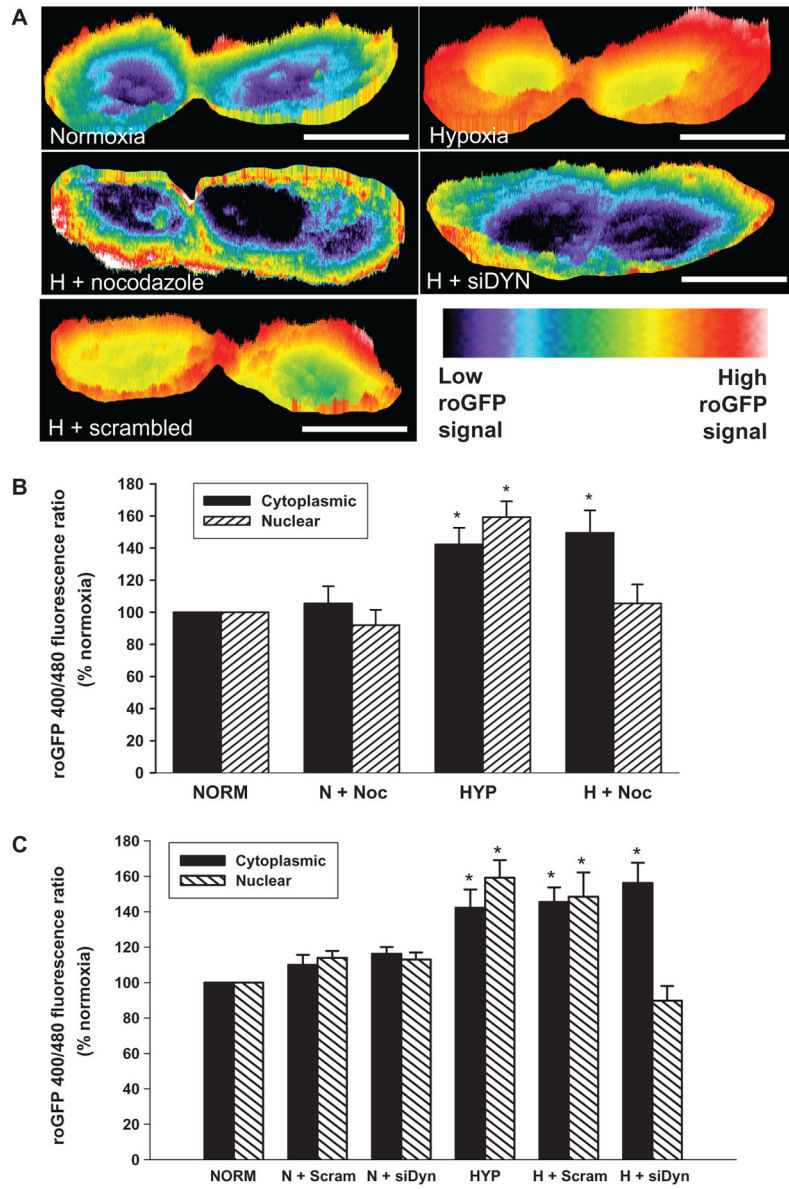 A
Normoxia
Hypoxia
H + nocodazole
H + siDYN
H + scrambled
Low
roGFP
signal
High
roGFP
signal
B
roGFP 400/480 fluorescence ratio
(% normoxia)
180
160
140
120
100
80
60
40
20
0
Cytoplasmic
Nuclear
*
*
*
NORM
N + Noc
HYP
H + Noc
C
roGFP 400/480 fluorescence ratio
(% normoxia)
180
160
140
120
100
80
60
40
20
0
Cytoplasmic
Nuclear
*
*
*
*
*
NORM
N + Scram
N + siDyn
HYP
H + Scram
H + siDyn